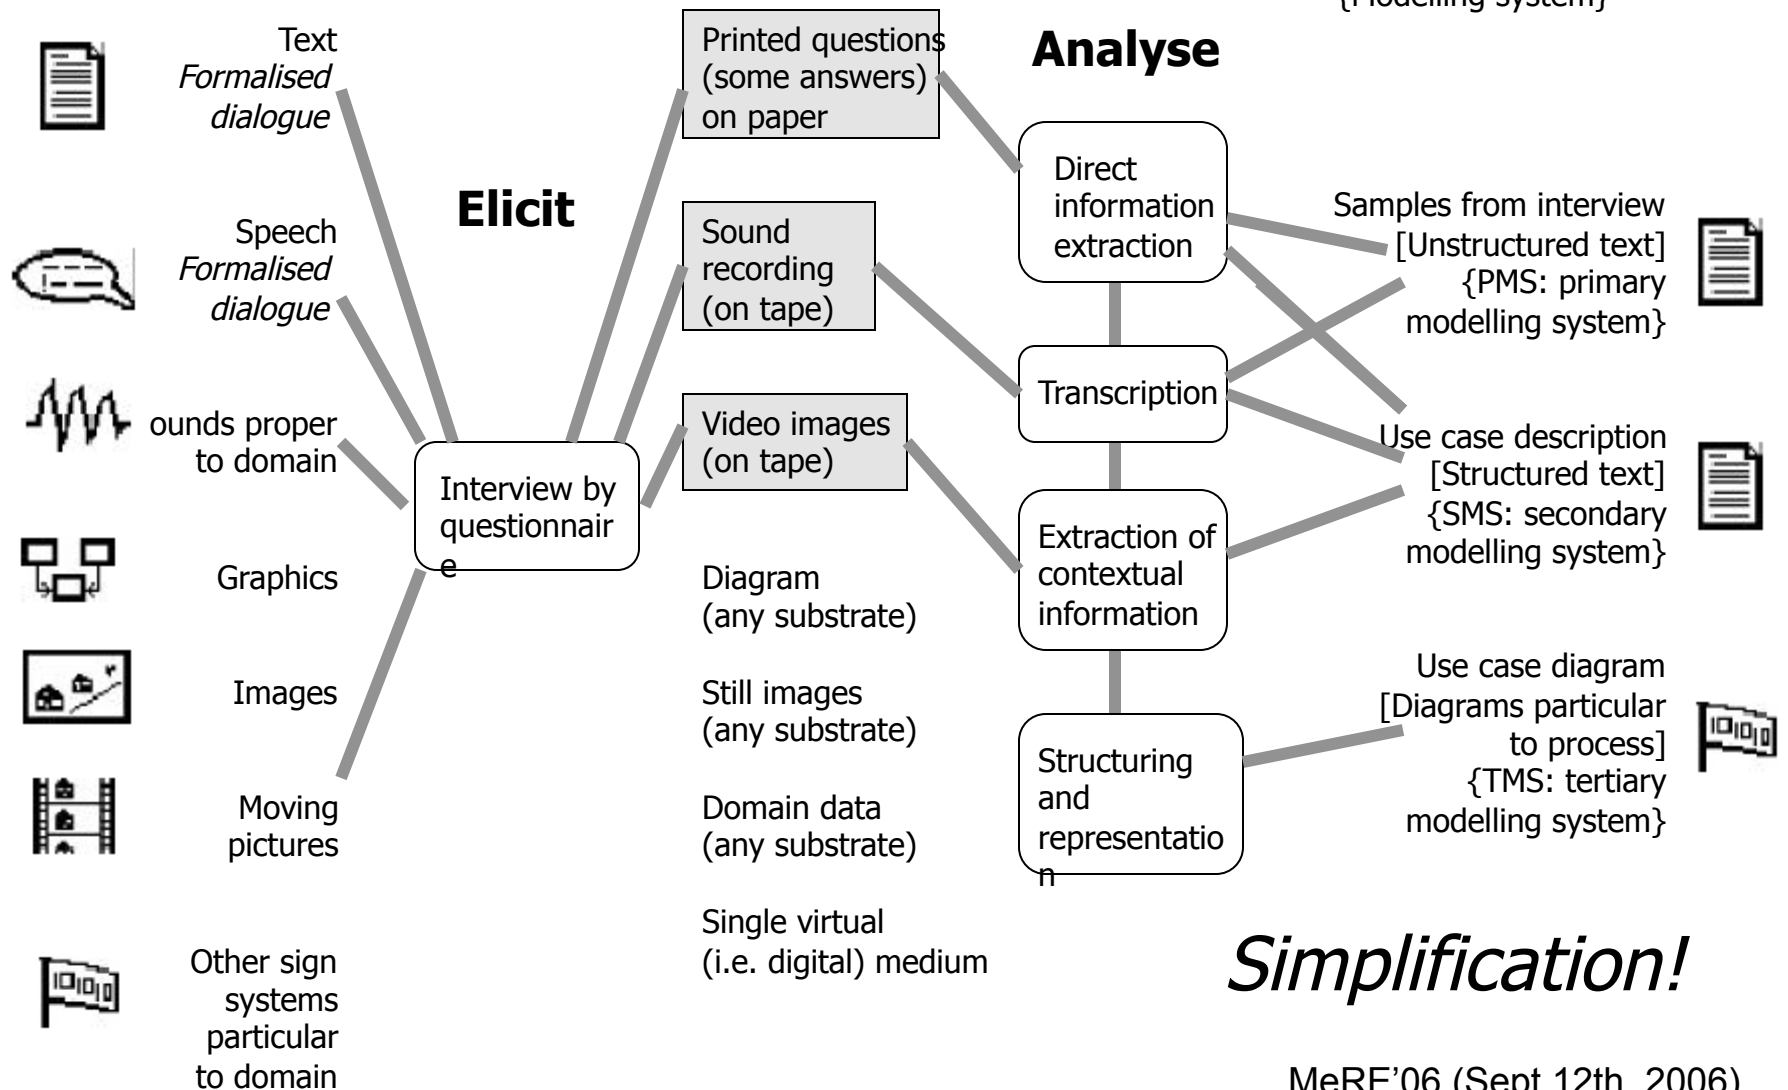 {Modelling system}
Text
Formalised
dialogue
Speech
Formalised
dialogue
ounds proper
to domain
Graphics
Images
Moving
pictures
Other sign
systems
particular
to domain
Elicit
Interview by
questionnair
e
Printed questions
(some answers)
on paper
Sound
recording
(on tape)
Video images
(on tape)
Diagram
(any substrate)
Still images
(any substrate)
Domain data
(any substrate)
Single virtual
(i.e. digital) medium
Analyse
Direct
information
extraction
Transcription
Extraction of
contextual
information
Structuring
and
representatio
n
Samples from interview
[Unstructured text]
{PMS: primary
modelling system}
Use case description
[Structured text]
{SMS: secondary
modelling system}
Use case diagram
[Diagrams particular
to process]
{TMS: tertiary
modelling system}
Simplification!
MeRE'06 (Sept 12th, 2006)